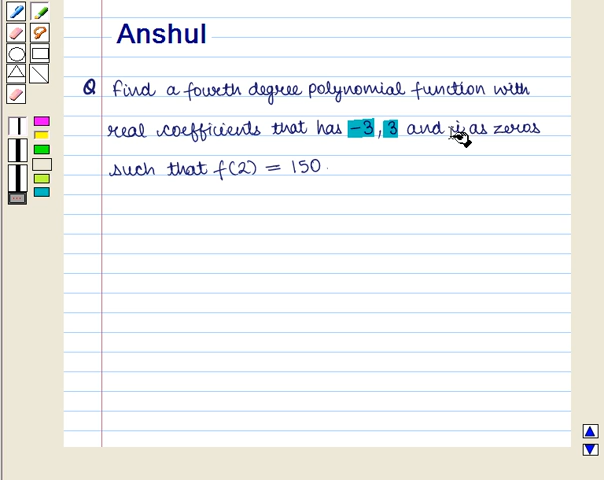 Anshul
Q Find a fourth degree polynomial function with
real coefficients that has -3, 3 and i as zeros
such that f(2) = 150.